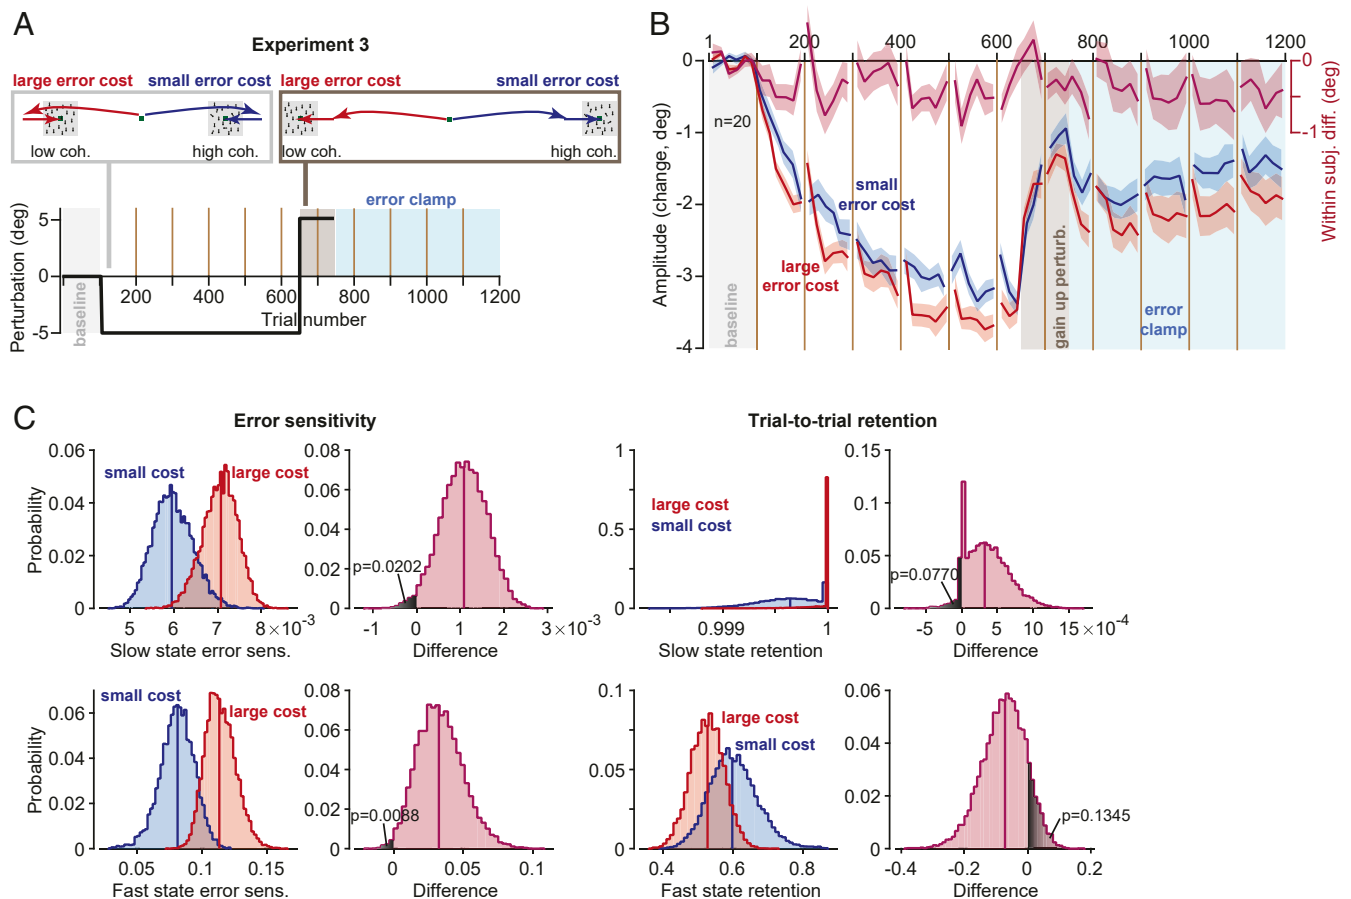 A
Experiment 3
large error cost small error cost large error cost small error cost
low coh. high coh. low coh. high coh.
error clamp
Perturbation (deg)
5
0
-5
baseline
200 400 600 800 1000 1200
Trial number
B
1 200 400 600 800 1000 1200
0
-1
-2
-3
-4
Amplitude (change, deg)
n=20
small
error cost
large
error cost
baseline
gain up perturb.
error
clamp
0
-1
Within subj. diff. (deg)
C
Error sensitivity
Trial-to-trial retention
Probability
0.06
0.04
0.02
0
small cost large cost
5 6 7 8×10-3
Slow state error sens.
0.08
0.06
0.04
0.02
0
p=0.0202
-1 0 1 2 3×10-3
Difference
1
0.5
0
large cost
small cost
0.999 1
Slow state retention
0.15
0.1
0.05
0
p=0.0770
-5 0 5 10 15×10-4
Difference
Probability
0.06
0.04
0.02
0
small cost
large cost
0.05 0.1 0.15
Fast state error sens.
0.08
0.06
0.04
0.02
0
p=0.0088
0 0.05 0.1
Difference
0.1
0.05
0
large cost
small cost
0.4 0.6 0.8
Fast state retention
0.06
0.04
0.02
0
p=0.1345
-0.4 -0.2 0 0.2
Difference